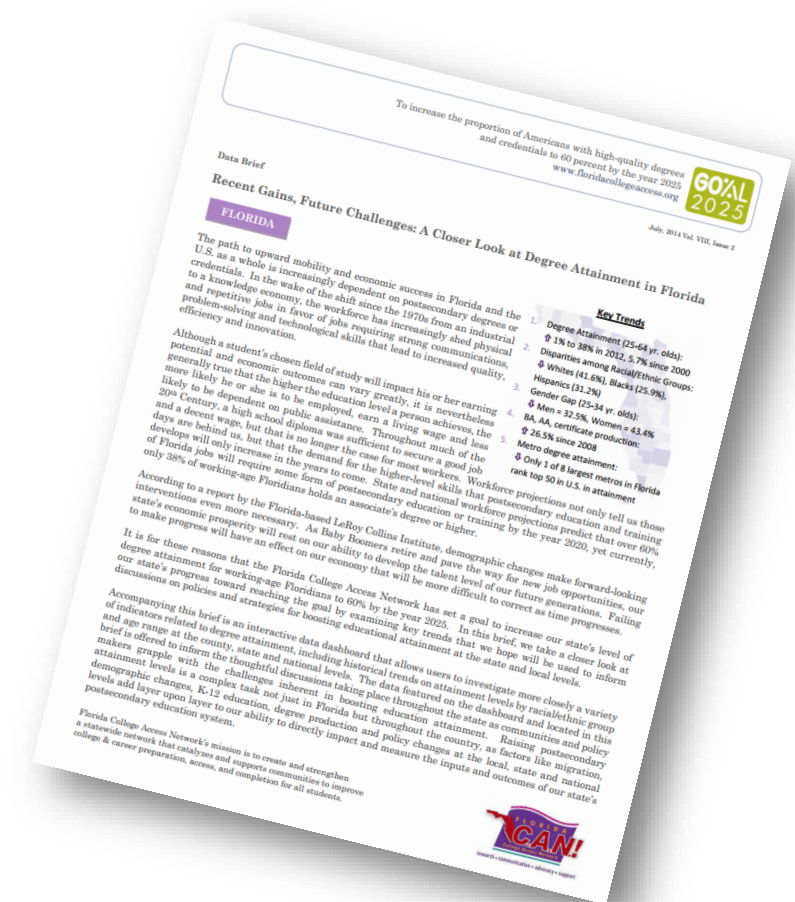 To increase the proportion of Americans with high-quality degrees
and credentials to 60 percent by the year 2025
www.floridacollegeaccess.org
GO%AL
2025
July, 2014 Vol. VIII, Issue 2
Data Brief
Recent Gains, Future Challenges: A Closer Look at Degree Attainment in Florida
FLORIDA
The path to upward mobility and economic success in Florida and the
U.S. as a whole is increasingly dependent on postsecondary degrees or
credentials. In the wake of the shift since the 1970s from an industrial
to a knowledge economy, the workforce has increasingly shed physical
and repetitive jobs in favor of jobs requiring strong communications,
problem-solving and technological skills that lead to increased quality,
efficiency and innovation.
Key Trends
1. Degree Attainment (25-64 yr. olds):
⇧ 1% to 38% in 2012, 5.7% since 2000
2. Disparities among Racial/Ethnic Groups:
⇩ Whites (41.6%), Blacks (25.9%),
Hispanics (31.2%)
3. Gender Gap (25-34 yr. olds):
⇩ Men = 32.5%, Women = 43.4%
4. BA, AA, certificate production:
⇧ 26.5% since 2008
5. Metro degree attainment:
⇩ Only 1 of 8 largest metros in Florida
rank top 50 in U.S. in attainment
Although a student's chosen field of study will impact his or her earning
potential and economic outcomes can vary greatly, it is nevertheless
generally true that the higher the education level a person achieves, the
more likely he or she is to be employed, earn a living wage and less
likely to be dependent on public assistance. Throughout much of the
20th Century, a high school diploma was sufficient to secure a good job
and a decent wage, but that is no longer the case for most workers. Workforce projections not only tell us those
days are behind us, but that the demand for the higher-level skills that postsecondary education and training
develops will only increase in the years to come. State and national workforce projections predict that over 60%
of Florida jobs will require some form of postsecondary education or training by the year 2020, yet currently,
only 38% of working-age Floridians holds an associate's degree or higher.
According to a report by the Florida-based LeRoy Collins Institute, demographic changes make forward-looking
interventions even more necessary. As Baby Boomers retire and pave the way for new job opportunities, our
state's economic prosperity will rest on our ability to develop the talent level of our future generations. Failing
to make progress will have an effect on our economy that will be more difficult to correct as time progresses.
It is for these reasons that the Florida College Access Network has set a goal to increase our state's level of
degree attainment for working-age Floridians to 60% by the year 2025. In this brief, we take a closer look at
our state's progress toward reaching the goal by examining key trends that we hope will be used to inform
discussions on policies and strategies for boosting educational attainment at the state and local levels.
Accompanying this brief is an interactive data dashboard that allows users to investigate more closely a variety
of indicators related to degree attainment, including historical trends on attainment levels by racial/ethnic group
and age range at the county, state and national levels. The data featured on the dashboard and located in this
brief is offered to inform the thoughtful discussions taking place throughout the state as communities and policy
makers grapple with the challenges inherent in boosting education attainment. Raising postsecondary
attainment levels is a complex task not just in Florida but throughout the country, as factors like migration,
demographic changes, K-12 education, degree production and policy changes at the local, state and national
levels add layer upon layer to our ability to directly impact and measure the inputs and outcomes of our state's
postsecondary education system.
Florida College Access Network's mission is to create and strengthen
a statewide network that catalyzes and supports communities to improve
college & career preparation, access, and completion for all students.
FLORIDA
C.A.N!
College Access Network
research • communication • advocacy • support